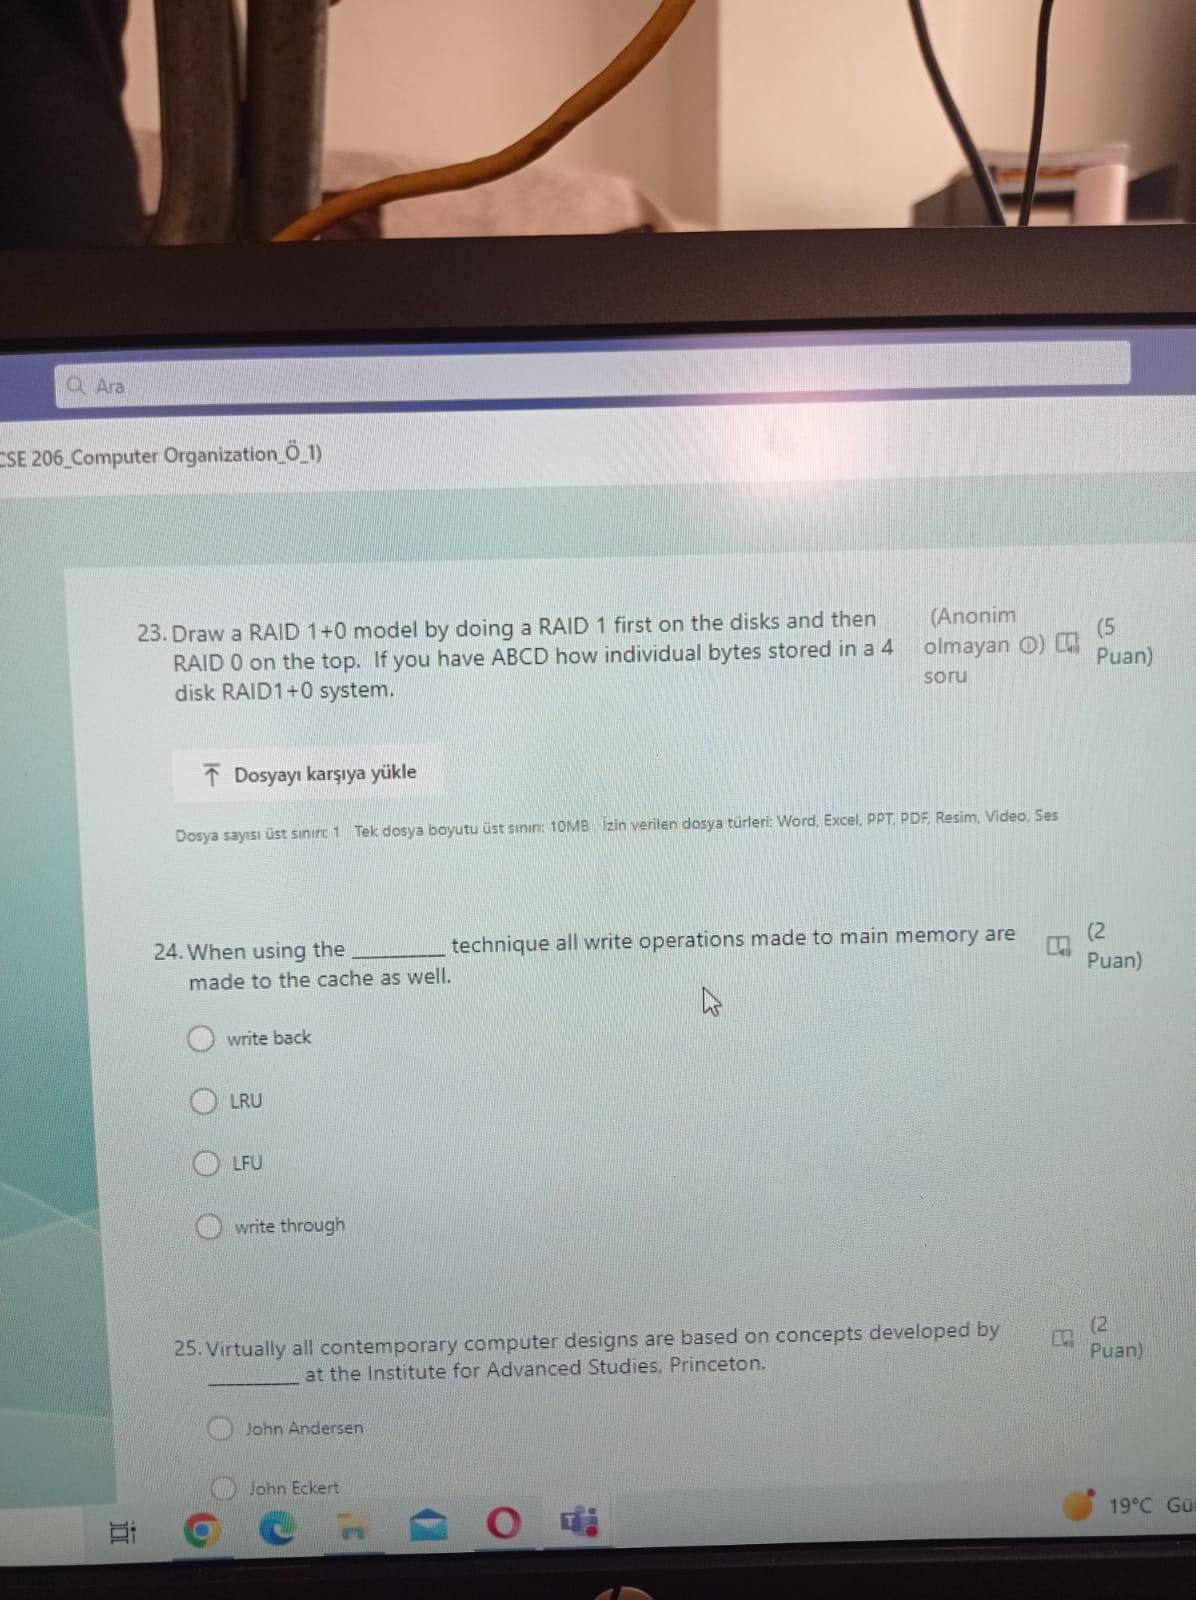 Ara
CSE 206_Computer Organization_Ö_1)
23. Draw a RAID 1+0 model by doing a RAID 1 first on the disks and then
RAID 0 on the top. If you have ABCD how individual bytes stored in a 4
disk RAID1+0 system.
(Anonim
olmayan ①)
soru
(5
Puan)
Dosyayı karşıya yükle
Dosya sayısı üst sınırı: 1 Tek dosya boyutu üst sınırı: 10MB İzin verilen dosya türleri: Word, Excel, PPT, PDF, Resim, Video, Ses
24. When using the ________ technique all write operations made to main memory are
made to the cache as well.
(2
Puan)
write back
LRU
LFU
write through
25. Virtually all contemporary computer designs are based on concepts developed by
________ at the Institute for Advanced Studies, Princeton.
(2
Puan)
John Andersen
John Eckert
19°C